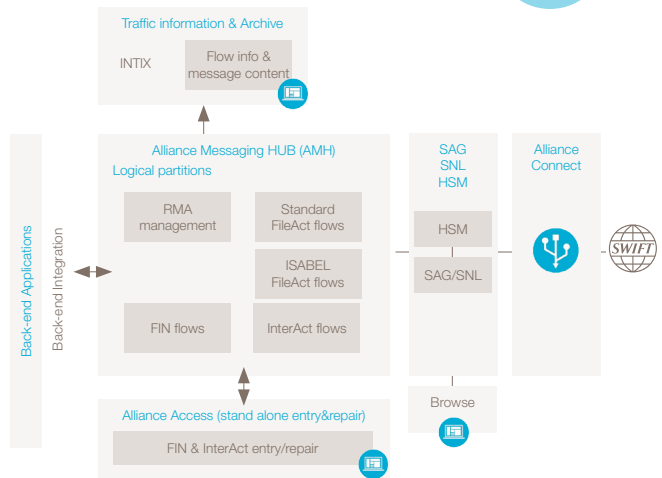 Traffic information & Archive
INTIX
Flow info &
message content
Back-end Applications
Back-end Integration
Alliance Messaging HUB (AMH)
Logical partitions
RMA
management
Standard
FileAct flows
ISABEL
FileAct flows
FIN flows
InterAct flows
SAG
SNL
HSM
HSM
SAG/SNL
Alliance
Connect
SWIFT
Browse
Alliance Access (stand alone entry&repair)
FIN & InterAct entry/repair